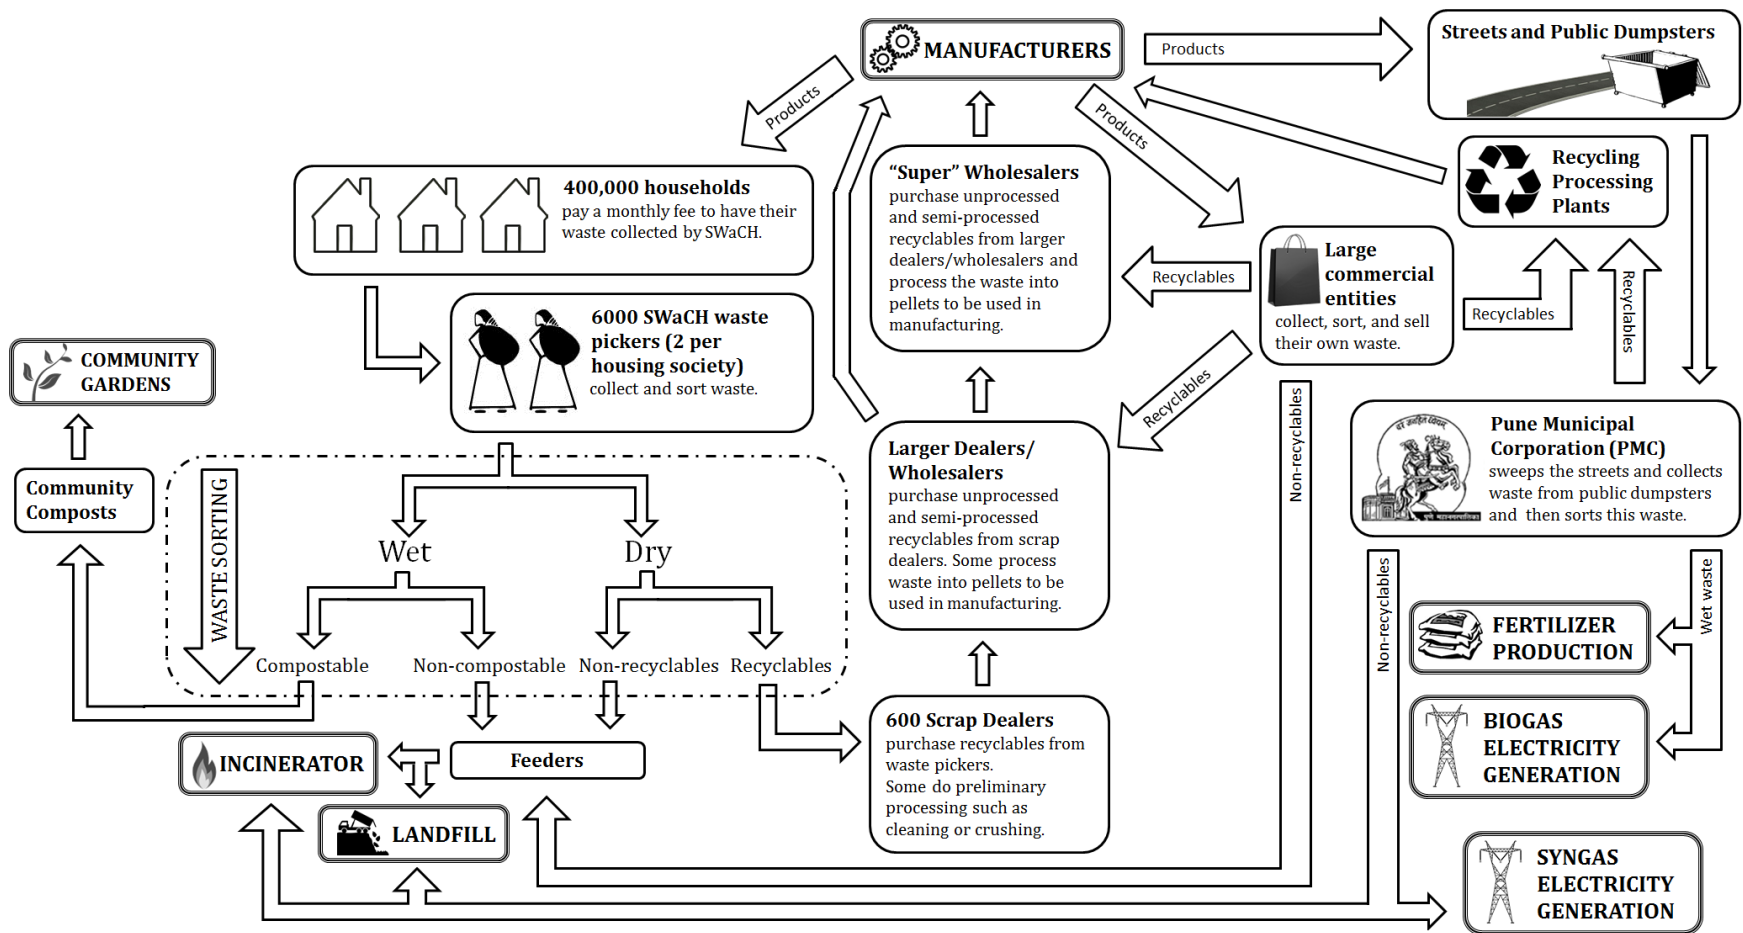 MANUFACTURERS
Products
Streets and Public Dumpsters
Products
Products
Recycling
Processing
Plants
400,000 households
pay a monthly fee to have their
waste collected by SWaCH.
“Super” Wholesalers
purchase unprocessed
and semi-processed
recyclables from larger
dealers/wholesalers and
process the waste into
pellets to be used in
manufacturing.
Recyclables
Large
commercial
entities
collect, sort, and sell
their own waste.
Recyclables
Recyclables
6000 SWaCH waste
pickers (2 per
housing society)
collect and sort waste.
COMMUNITY
GARDENS
Recyclables
Non-recyclables
Larger Dealers/
Wholesalers
purchase unprocessed
and semi-processed
recyclables from scrap
dealers. Some process
waste into pellets to be
used in manufacturing.
Pune Municipal
Corporation (PMC)
sweeps the streets and collects
waste from public dumpsters
and then sorts this waste.
Community
Composts
WASTE SORTING
Wet
Dry
Compostable
Non-compostable
Non-recyclables
Recyclables
Non-recyclables
Wet waste
FERTILIZER
PRODUCTION
600 Scrap Dealers
purchase recyclables from
waste pickers.
Some do preliminary
processing such as
cleaning or crushing.
BIOGAS
ELECTRICITY
GENERATION
INCINERATOR
Feeders
LANDFILL
SYNGAS
ELECTRICITY
GENERATION